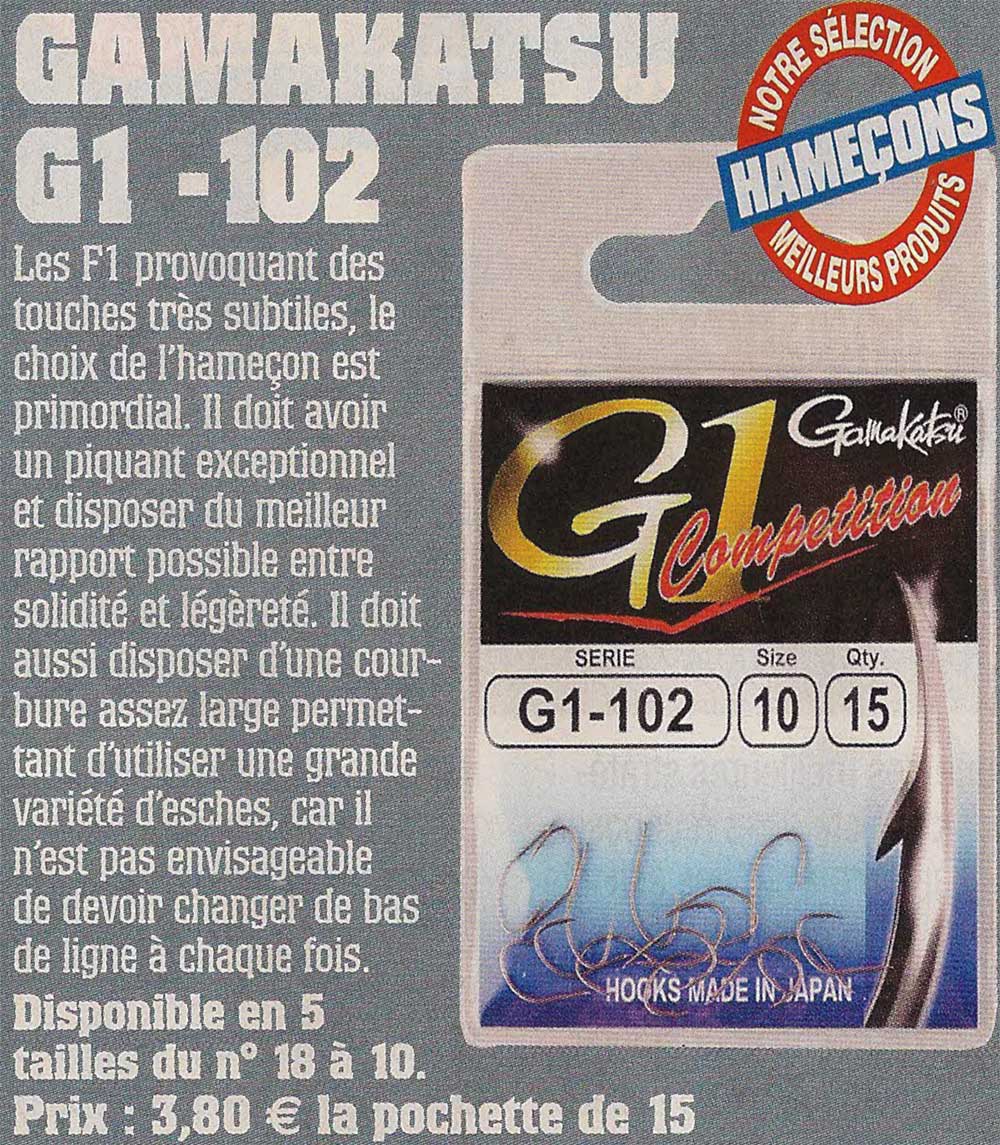 GAMAKATSU
G1 -102
NOTRE SÉLECTION
HAMEÇONS
MEILLEURS PRODUITS
Les F1 provoquant des
touches très subtiles, le
choix de l'hameçon est
primordial. Il doit avoir
un piquant exceptionnel
et disposer du meilleur
rapport possible entre
solidité et légèreté. Il doit
aussi disposer d'une cour-
bure assez large permet-
tant d'utiliser une grande
variété d'esches, car il
n'est pas envisageable
de devoir changer de bas
de ligne à chaque fois.
Disponible en 5
tailles du n° 18 à 10.
Prix : 3,80 € la pochette de 15
G1
Gamakatsu®
Competition
SERIE Size Qty.
G1-102 10 15
HOOKS MADE IN JAPAN